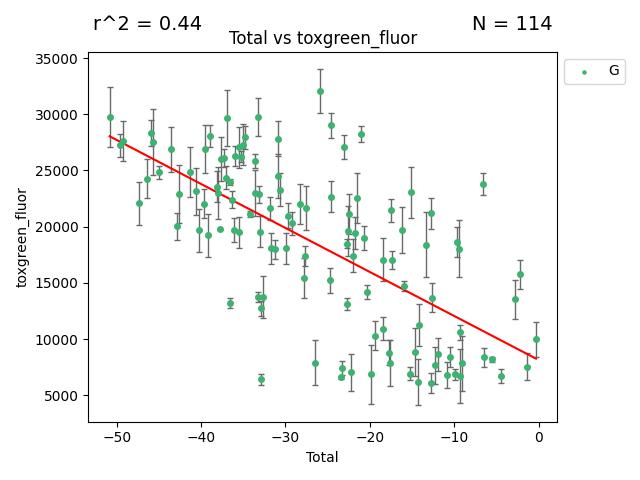 r^2 = 0.44 N = 114
Total vs toxgreen_fluor
G
35000
30000
25000
20000
15000
10000
5000
toxgreen_fluor
−50 −40 −30 −20 −10 0
Total